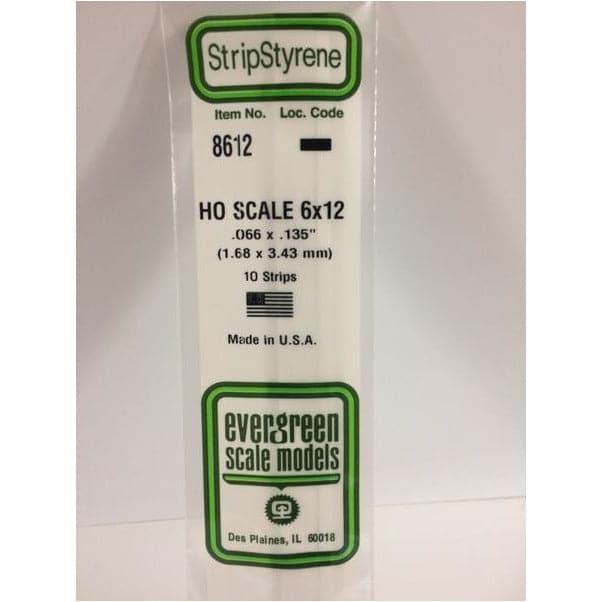 StripStyrene
Item No. Loc. Code
8612
HO SCALE 6x12
.066 x .135"
(1.68 x 3.43 mm)
10 Strips
Made in U.S.A.
evergreen
scale models
Des Plaines, IL 60018